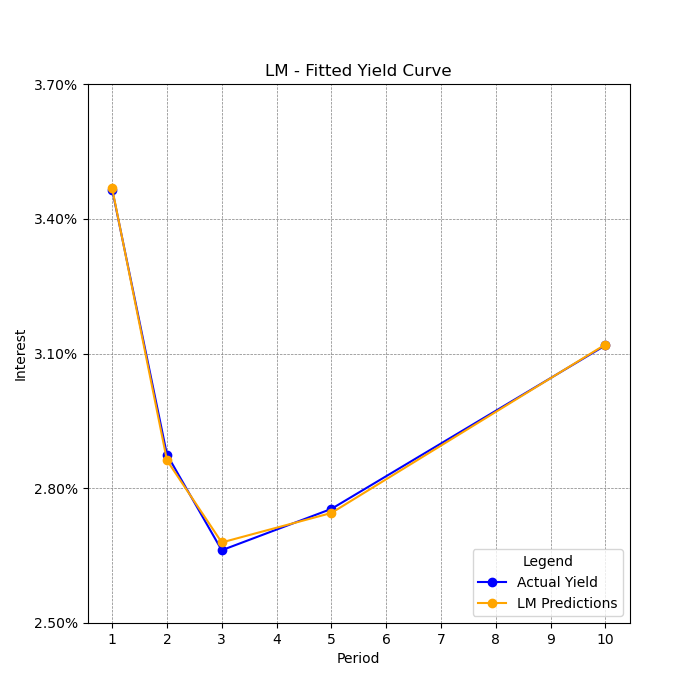 LM - Fitted Yield Curve
3.70%
3.40%
3.10%
2.80%
2.50%
Interest
Legend
Actual Yield
LM Predictions
1 2 3 4 5 6 7 8 9 10
Period